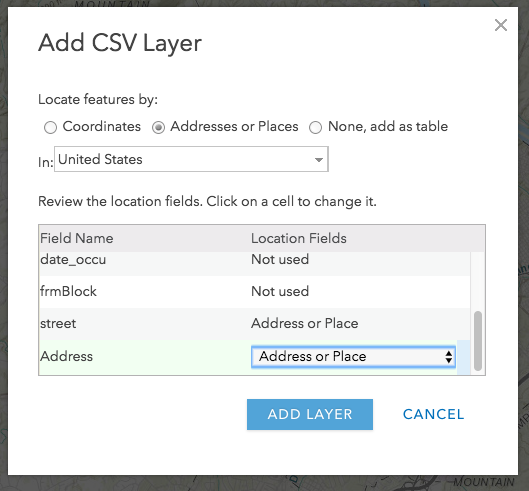 MOUNTAIN
Add CSV Layer
Locate features by:
Coordinates Addresses or Places None, add as table
In: United States
Review the location fields. Click on a cell to change it.
Field Name Location Fields
date_occu Not used
frmBlock Not used
street Address or Place
Address Address or Place
ADD LAYER CANCEL
MOUNTAIN